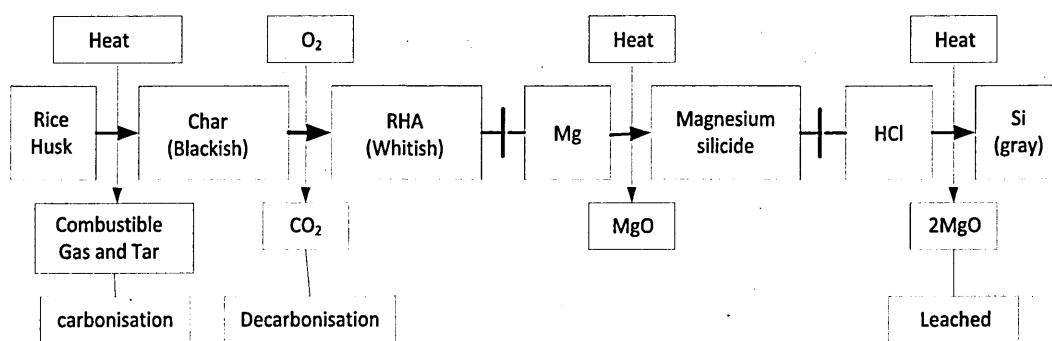 Heat
O₂
Heat
Heat
Rice
Husk
Char
(Blackish)
RHA
(Whitish)
Mg
Magnesium
silicide
HCl
Si
(gray)
Combustible
Gas and Tar
CO₂
MgO
2MgO
carbonisation
Decarbonisation
Leached